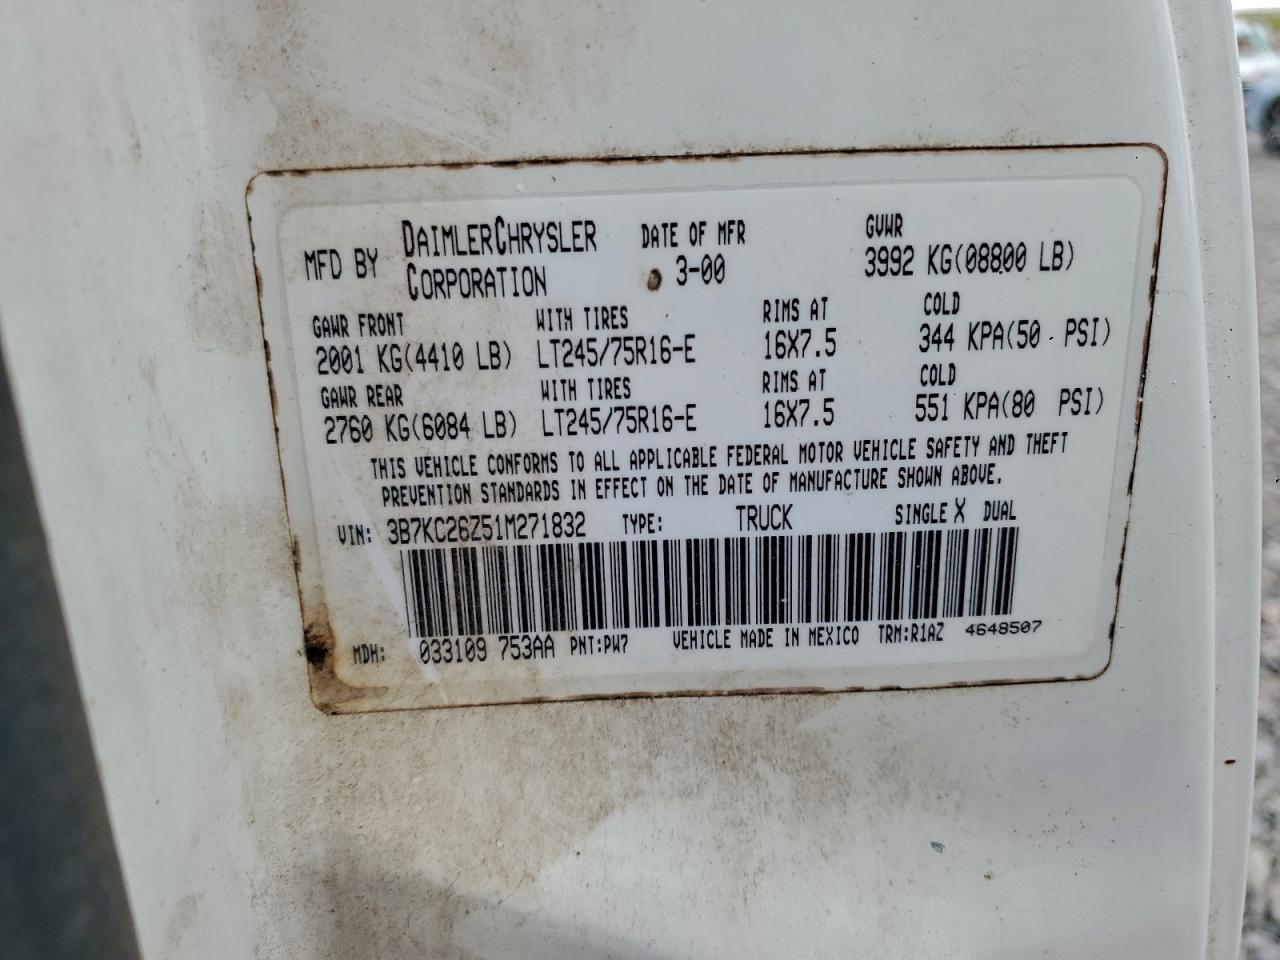 MFD BY DAIMLERCHRYSLER CORPORATION DATE OF MFR 3-00 GVWR 3992 KG(08800 LB)
GAWR FRONT WITH TIRES RIMS AT COLD
2001 KG(4410 LB) LT245/75R16-E 16X7.5 344 KPA(50 PSI)
GAWR REAR WITH TIRES RIMS AT COLD
2760 KG(6084 LB) LT245/75R16-E 16X7.5 551 KPA(80 PSI)
THIS VEHICLE CONFORMS TO ALL APPLICABLE FEDERAL MOTOR VEHICLE SAFETY AND THEFT
PREVENTION STANDARDS IN EFFECT ON THE DATE OF MANUFACTURE SHOWN ABOVE.
VIN: 3B7KC26Z51M271832 TYPE: TRUCK SINGLE X DUAL
MDH: 033109 753AA PNT:PW7 VEHICLE MADE IN MEXICO TRM:R1AZ 4648507